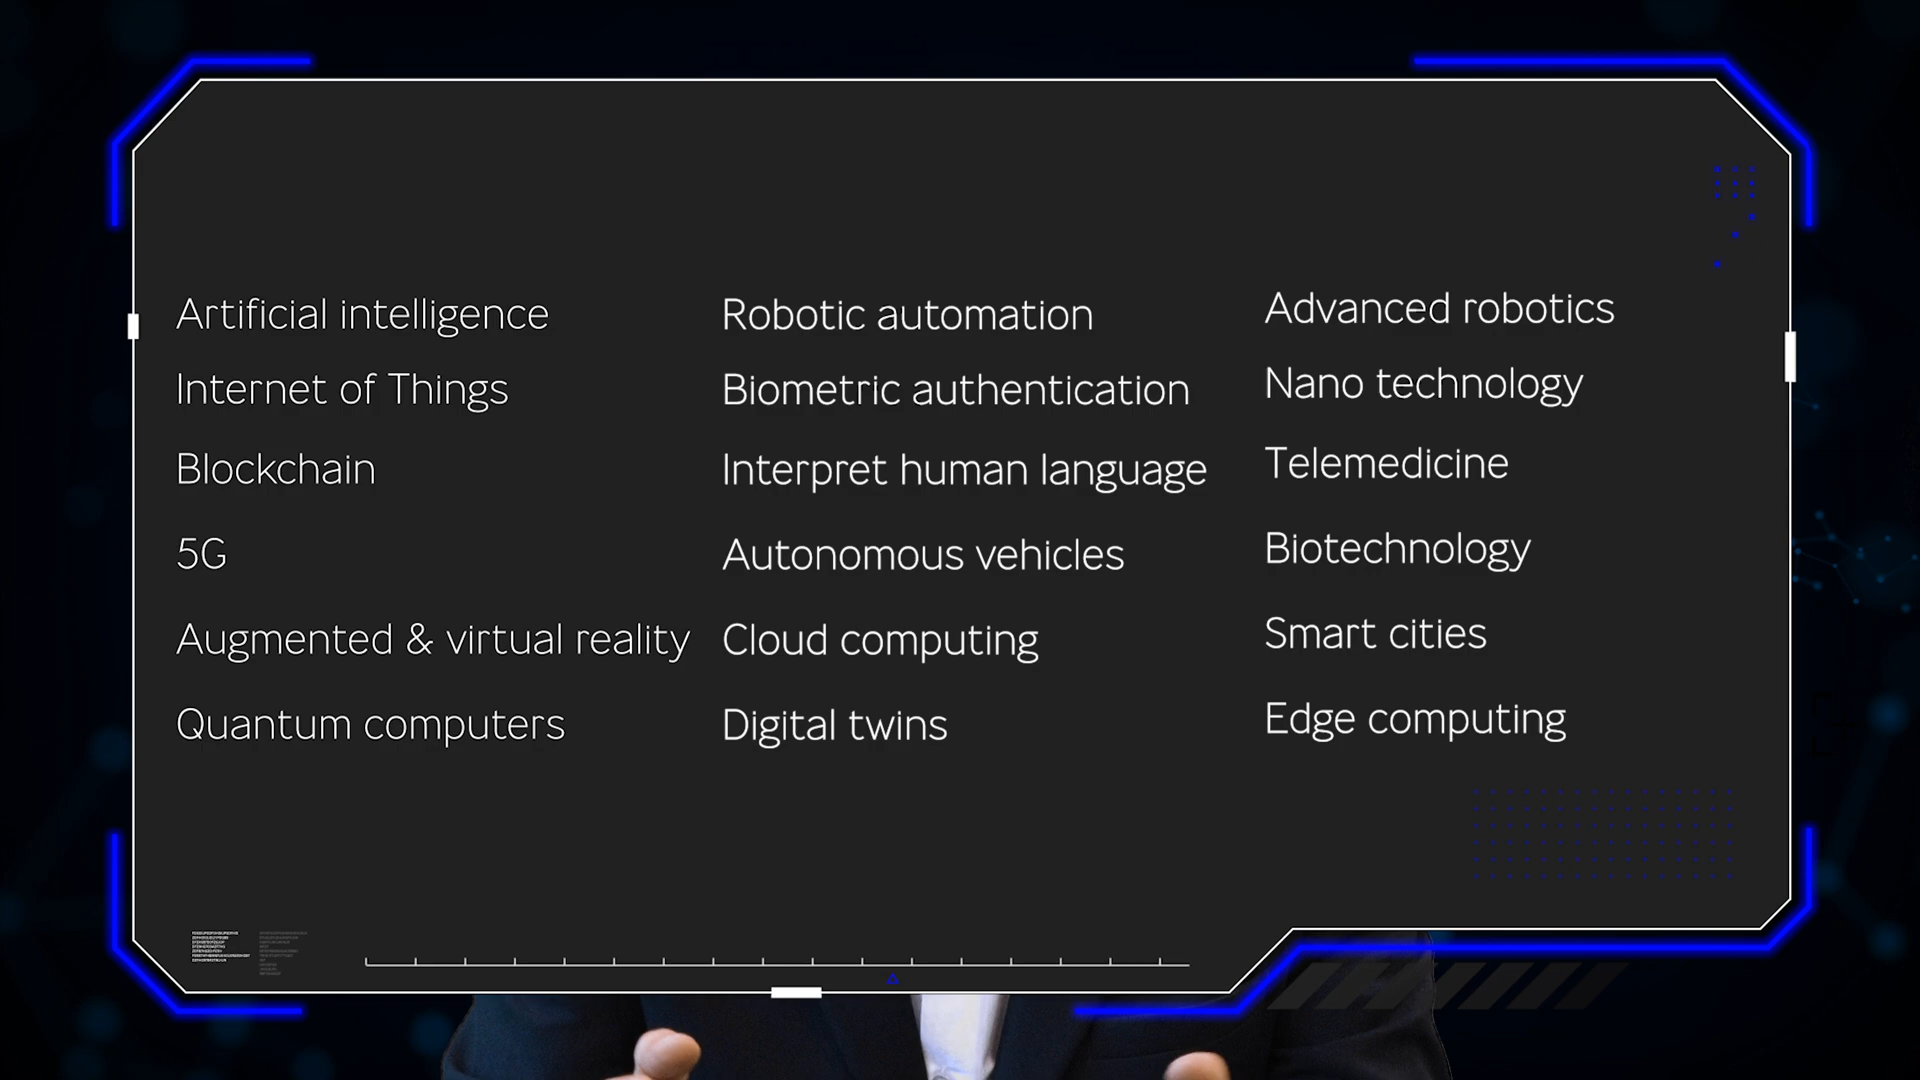 Artificial intelligence
Internet of Things
Blockchain
5G
Augmented & virtual reality
Quantum computers
Robotic automation
Biometric authentication
Interpret human language
Autonomous vehicles
Cloud computing
Digital twins
Advanced robotics
Nano technology
Telemedicine
Biotechnology
Smart cities
Edge computing